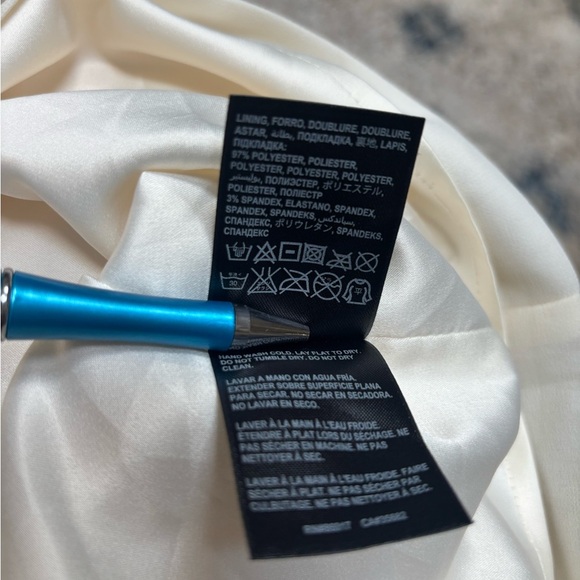 LINING, FORRO, DOUBLURE, DOUBLURE,
ASTAR, بطانة, ПОДКЛАДКА, 裏地, LAPIS,
ПІДКЛАДКА:
97% POLYESTER, POLIESTER,
POLYESTER, POLYESTER, POLYESTER,
بوليستير, ПОЛИЭСТЕР, ポリエステル,
POLIESTER, ПОЛІЕСТР
3% SPANDEX, ELASTANO, SPANDEX,
SPANDEX, SPANDEKS, سباندكس,
СПАНДЕКС, ポリウレタン, SPANDEKS,
СПАНДЕКС
30
HAND WASH COLD. LAY FLAT TO DRY.
DO NOT TUMBLE DRY. DO NOT DRY
CLEAN.
LAVAR A MANO CON AGUA FRÍA.
EXTENDER SOBRE SUPERFICIE PLANA
PARA SECAR. NO SECAR EN SECADORA.
NO LAVAR EN SECO.
LAVER À LA MAIN À L'EAU FROIDE.
ÉTENDRE À PLAT LORS DU SÉCHAGE. NE
PAS SÉCHER EN MACHINE. NE PAS
NETTOYER À SEC.
LAVER À LA MAIN À L'EAU FROIDE. FAIRE
SÉCHER À PLAT. NE PAS SÉCHER PAR
CULBUTAGE. NE PAS NETTOYER À SEC.